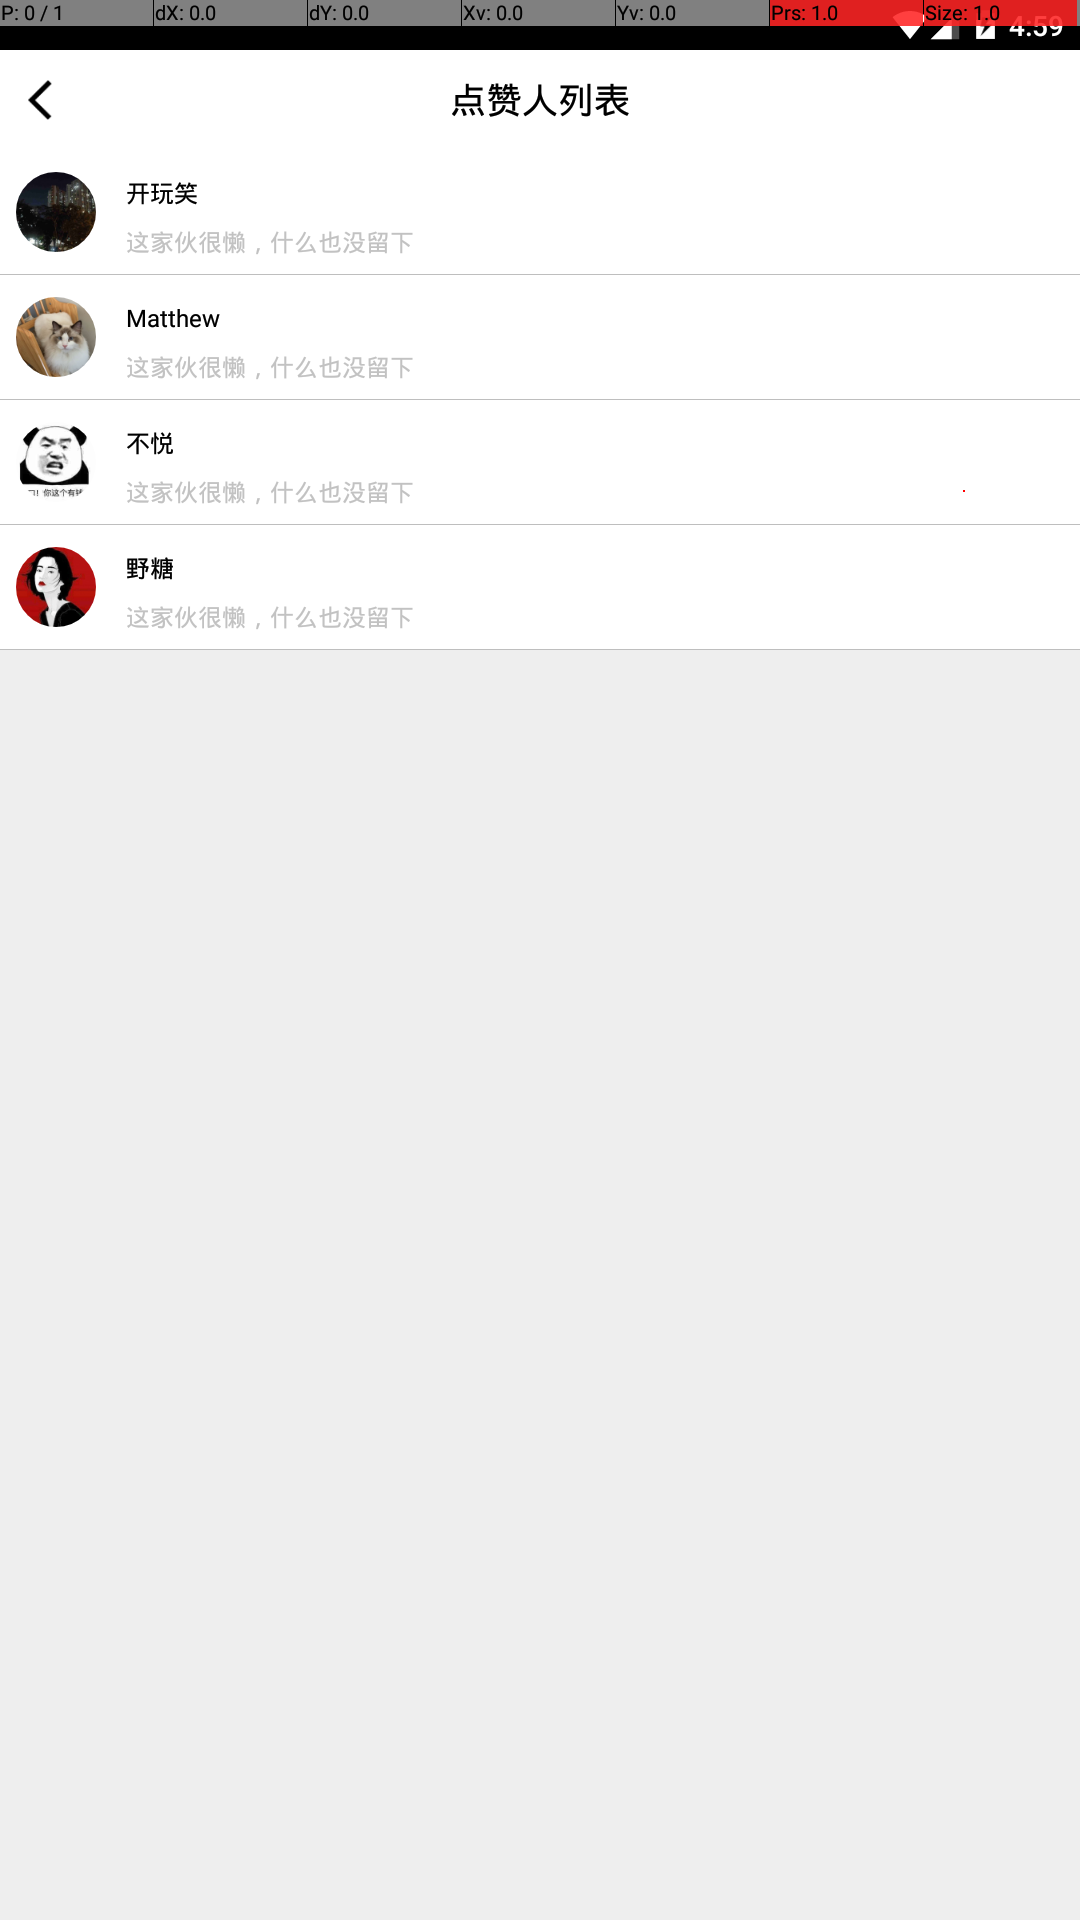 P: 0 / 1 dX: 0.0 dY: 0.0 Xv: 0.0 Yv: 0.0 Prs: 1.0 Size: 1.0
4:59
点赞人列表
开玩笑
这家伙很懒，什么也没留下
Matthew
这家伙很懒，什么也没留下
不悦
这家伙很懒，什么也没留下
野糖
这家伙很懒，什么也没留下